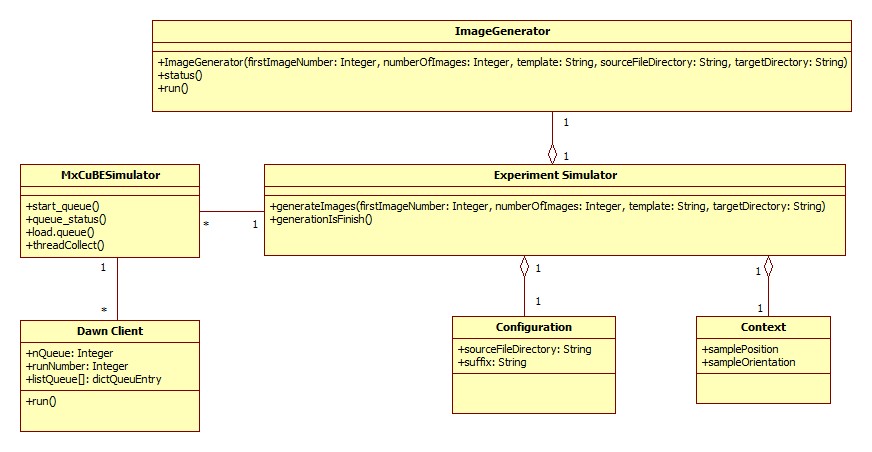 ImageGenerator
+ImageGenerator(firstImageNumber: Integer, numberOfImages: Integer, template: String, sourceFileDirectory: String, targetDirectory: String)
+status()
+run()
1
1
MxCuBESimulator
+start_queue()
+queue_status()
+load.queue()
+threadCollect()
*
1
Experiment Simulator
+generateImages(firstImageNumber: Integer, numberOfImages: Integer, template: String, targetDirectory: String)
+generationIsFinish()
1
*
1
1
1
1
Dawn Client
+nQueue: Integer
+runNumber: Integer
+listQueue[]: dictQueuEntry
+run()
Configuration
+sourceFileDirectory: String
+suffix: String
Context
+samplePosition
+sampleOrientation